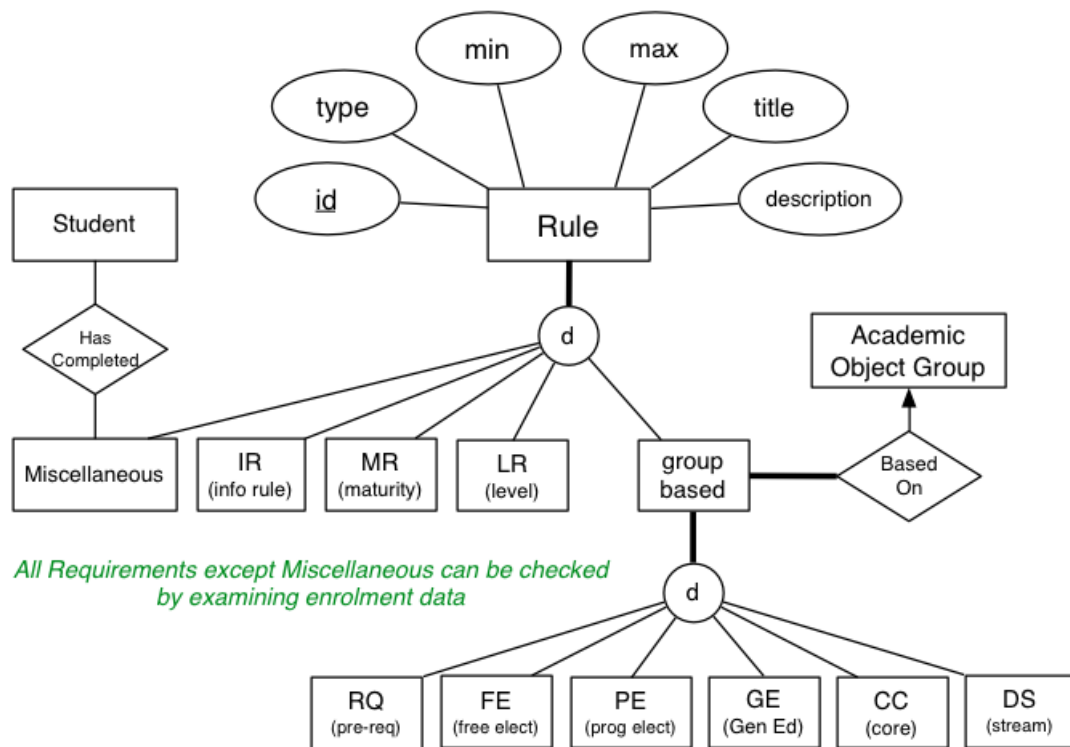 min
max
type
title
id
description
Student
Rule
Has
Completed
d
Academic
Object Group
Miscellaneous
IR
(info rule)
MR
(maturity)
LR
(level)
group
based
Based
On
All Requirements except Miscellaneous can be checked
by examining enrolment data
d
RQ
(pre-req)
FE
(free elect)
PE
(prog elect)
GE
(Gen Ed)
CC
(core)
DS
(stream)